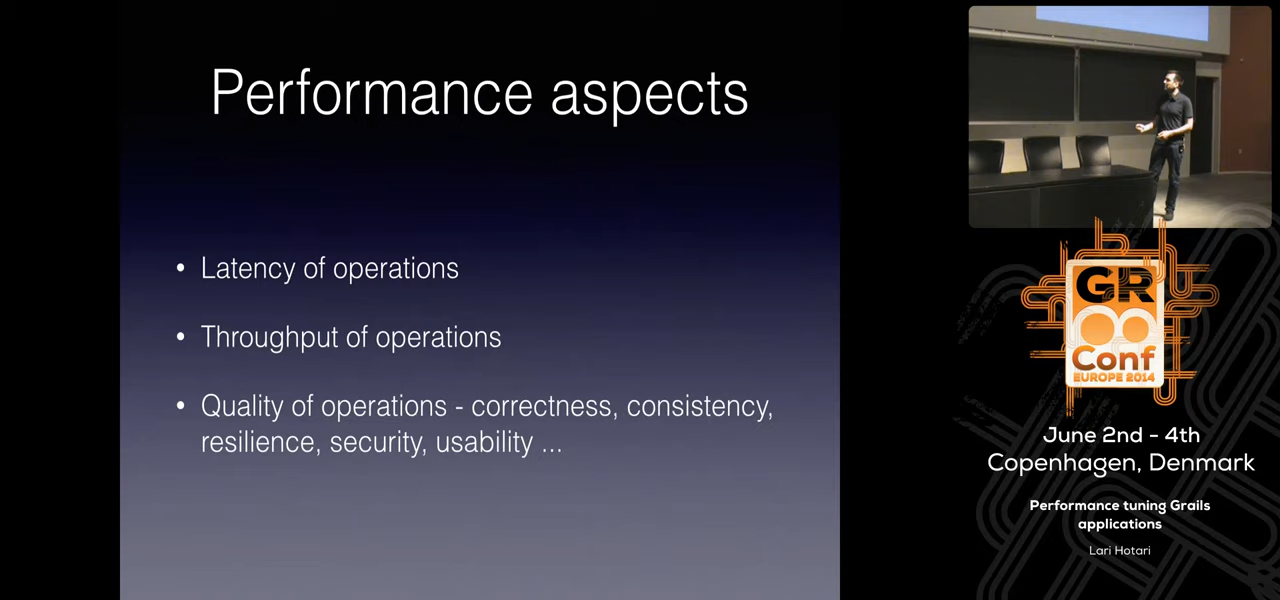 Performance aspects
• Latency of operations
• Throughput of operations
• Quality of operations - correctness, consistency,
resilience, security, usability ...
GR
Conf
EUROPE 2014
June 2nd - 4th
Copenhagen, Denmark
Performance tuning Grails
applications
Lari Hotari